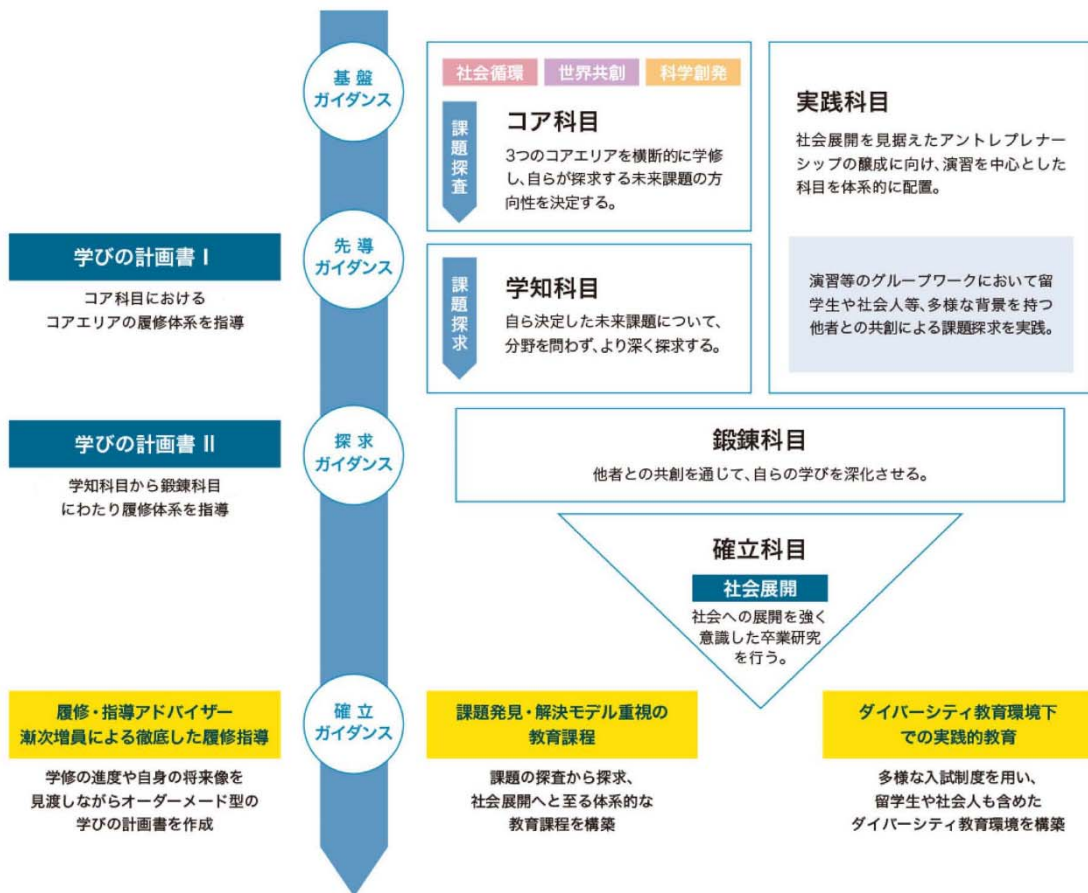 基盤
ガイダンス
社会循環
世界共創
科学創発
課題探査
コア科目
3つのコアエリアを横断的に学修
し、自らが探求する未来課題の方
向性を決定する。
実践科目
社会展開を見据えたアントレプレナー
シップの醸成に向け、演習を中心とした
科目を体系的に配置。
演習等のグループワークにおいて留
学生や社会人等、多様な背景を持つ
他者との共創による課題探求を実践。
学びの計画書 I
コア科目における
コアエリアの履修体系を指導
先導
ガイダンス
課題探求
学知科目
自ら決定した未来課題について、
分野を問わず、より深く探求する。
学びの計画書 II
学知科目から鍛錬科目
にわたり履修体系を指導
探求
ガイダンス
鍛錬科目
他者との共創を通じて、自らの学びを深化させる。
確立科目
社会展開
社会への展開を強く
意識した卒業研究
を行う。
履修・指導アドバイザー
漸次増員による徹底した履修指導
学修の進度や自身の将来像を
見渡しながらオーダーメード型の
学びの計画書を作成
確立
ガイダンス
課題発見・解決モデル重視の
教育課程
課題の探査から探求、
社会展開へと至る体系的な
教育課程を構築
ダイバーシティ教育環境下
での実践的教育
多様な入試制度を用い、
留学生や社会人も含めた
ダイバーシティ教育環境を構築